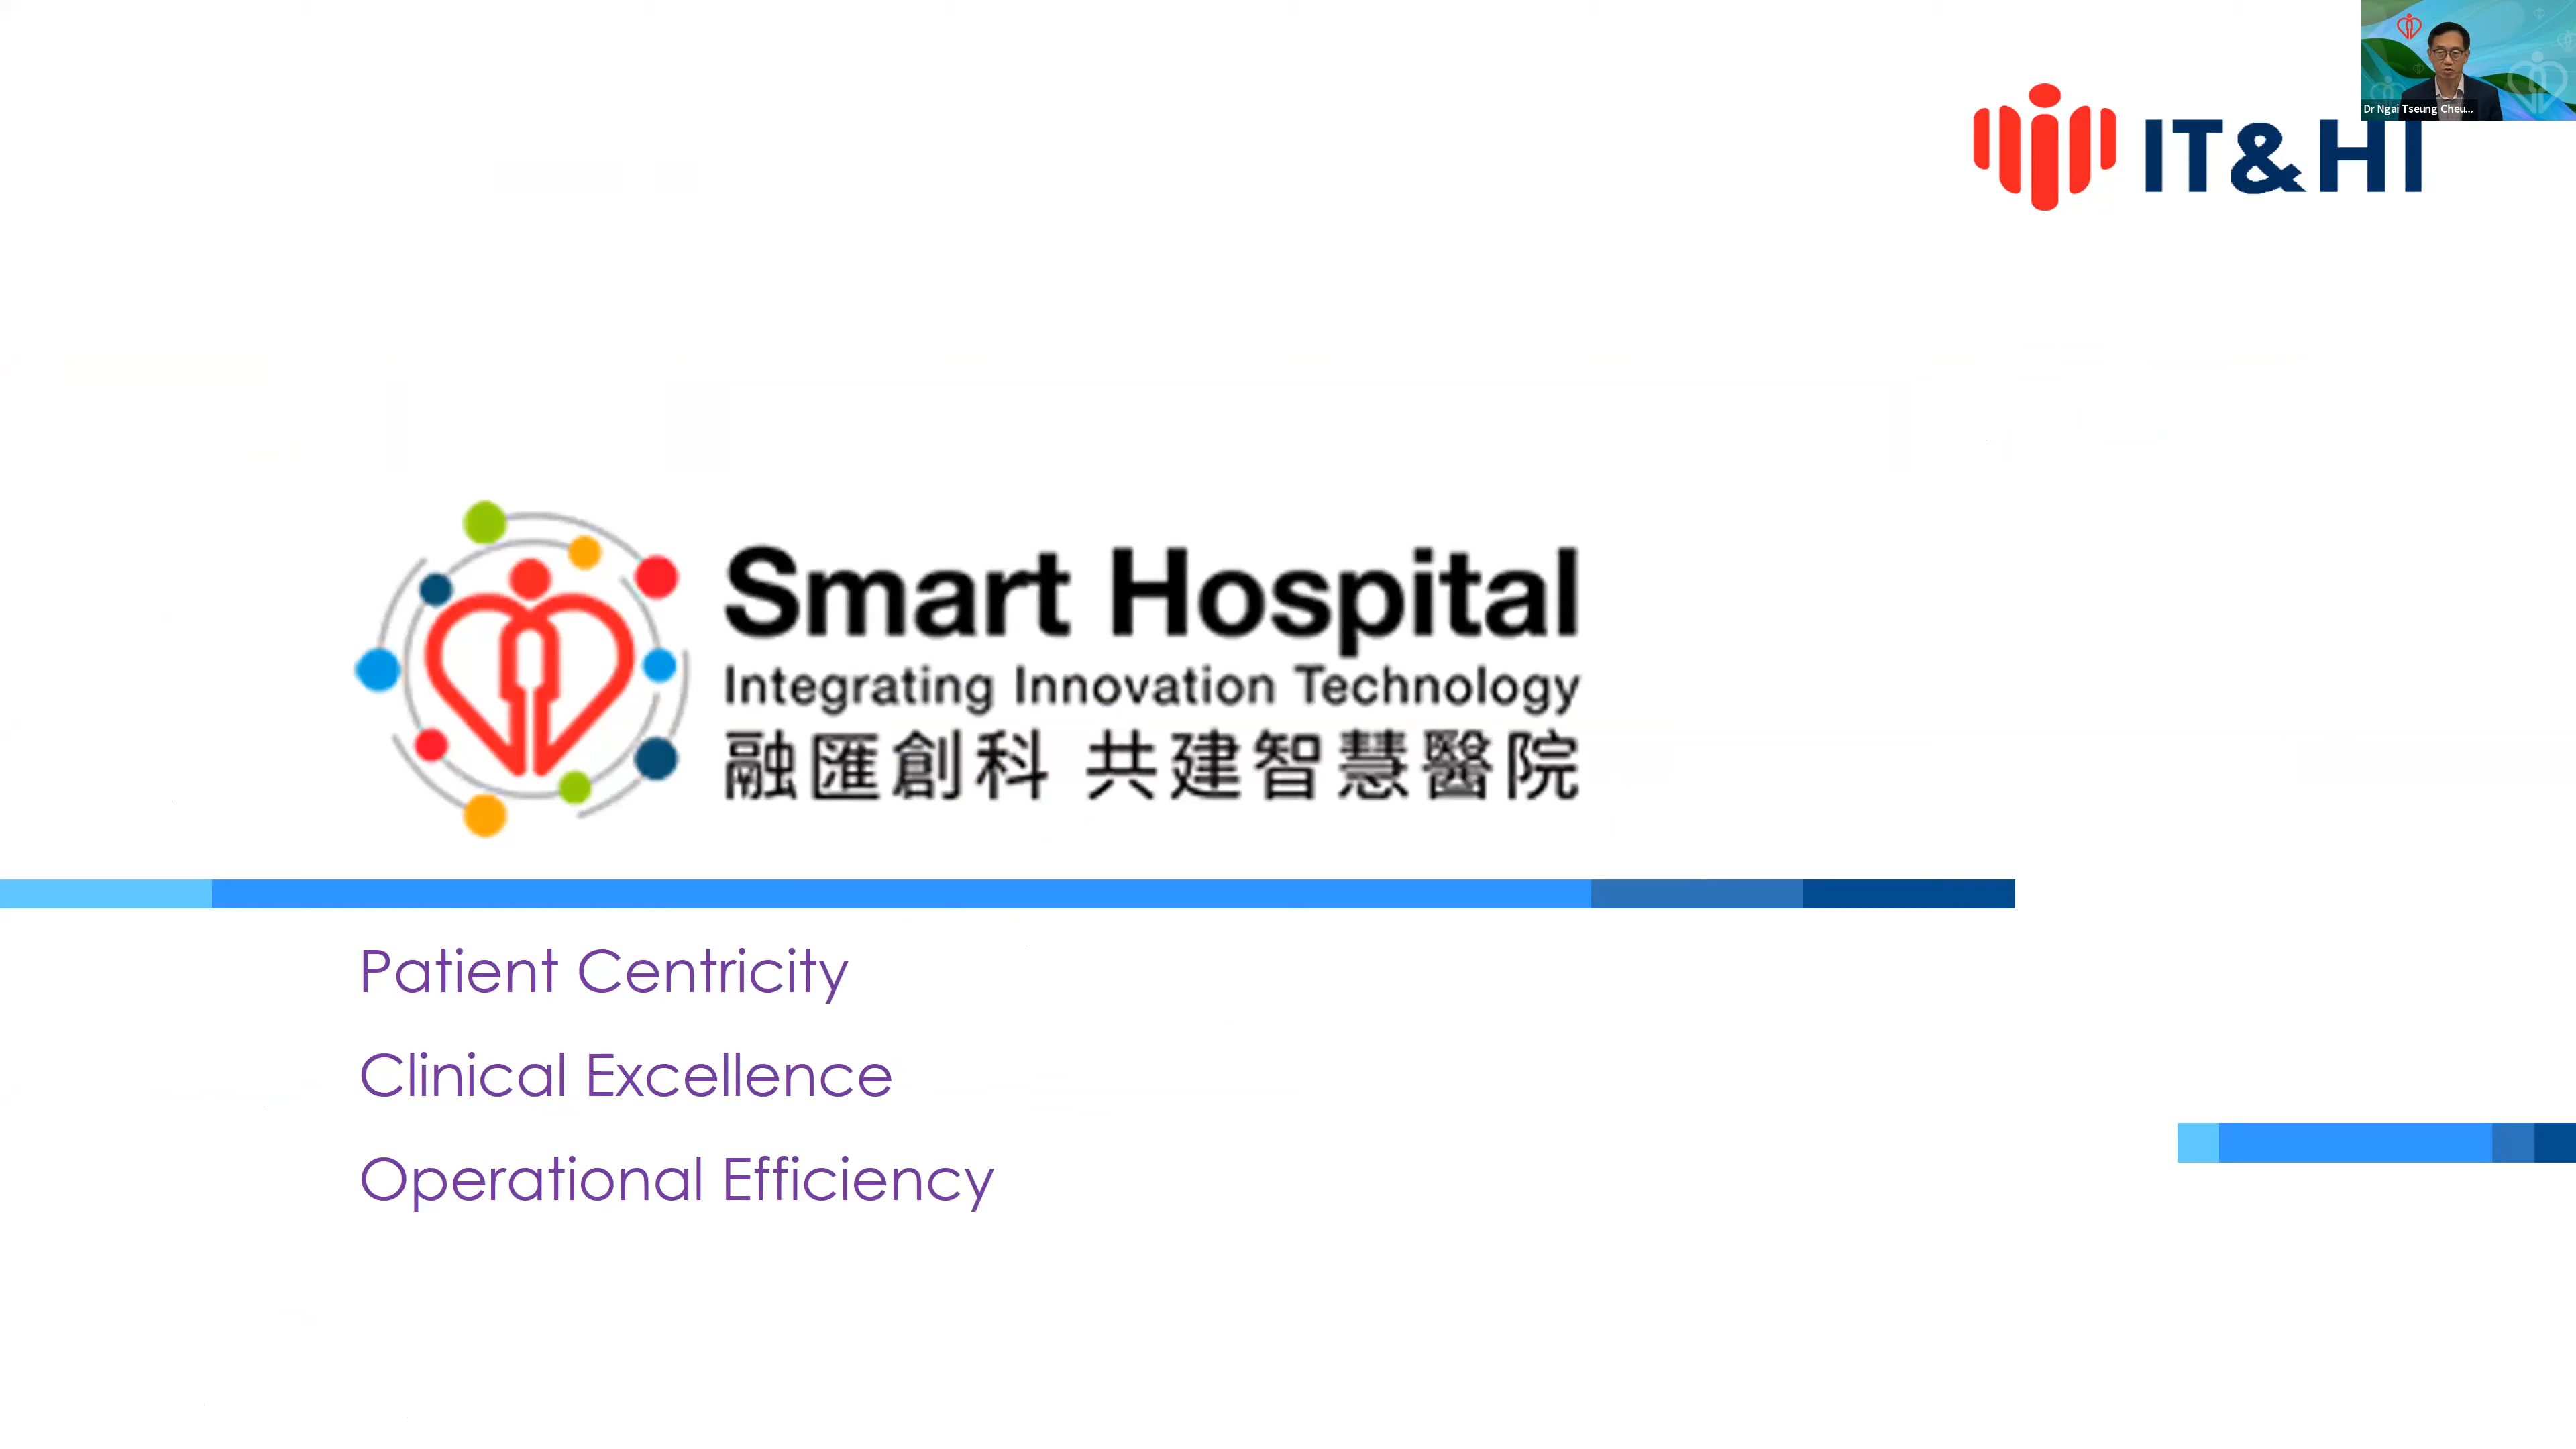 Dr Ngai Tseung Cheu...
IT&HI
Smart Hospital
Integrating Innovation Technology
融匯創科 共建智慧醫院
Patient Centricity
Clinical Excellence
Operational Efficiency